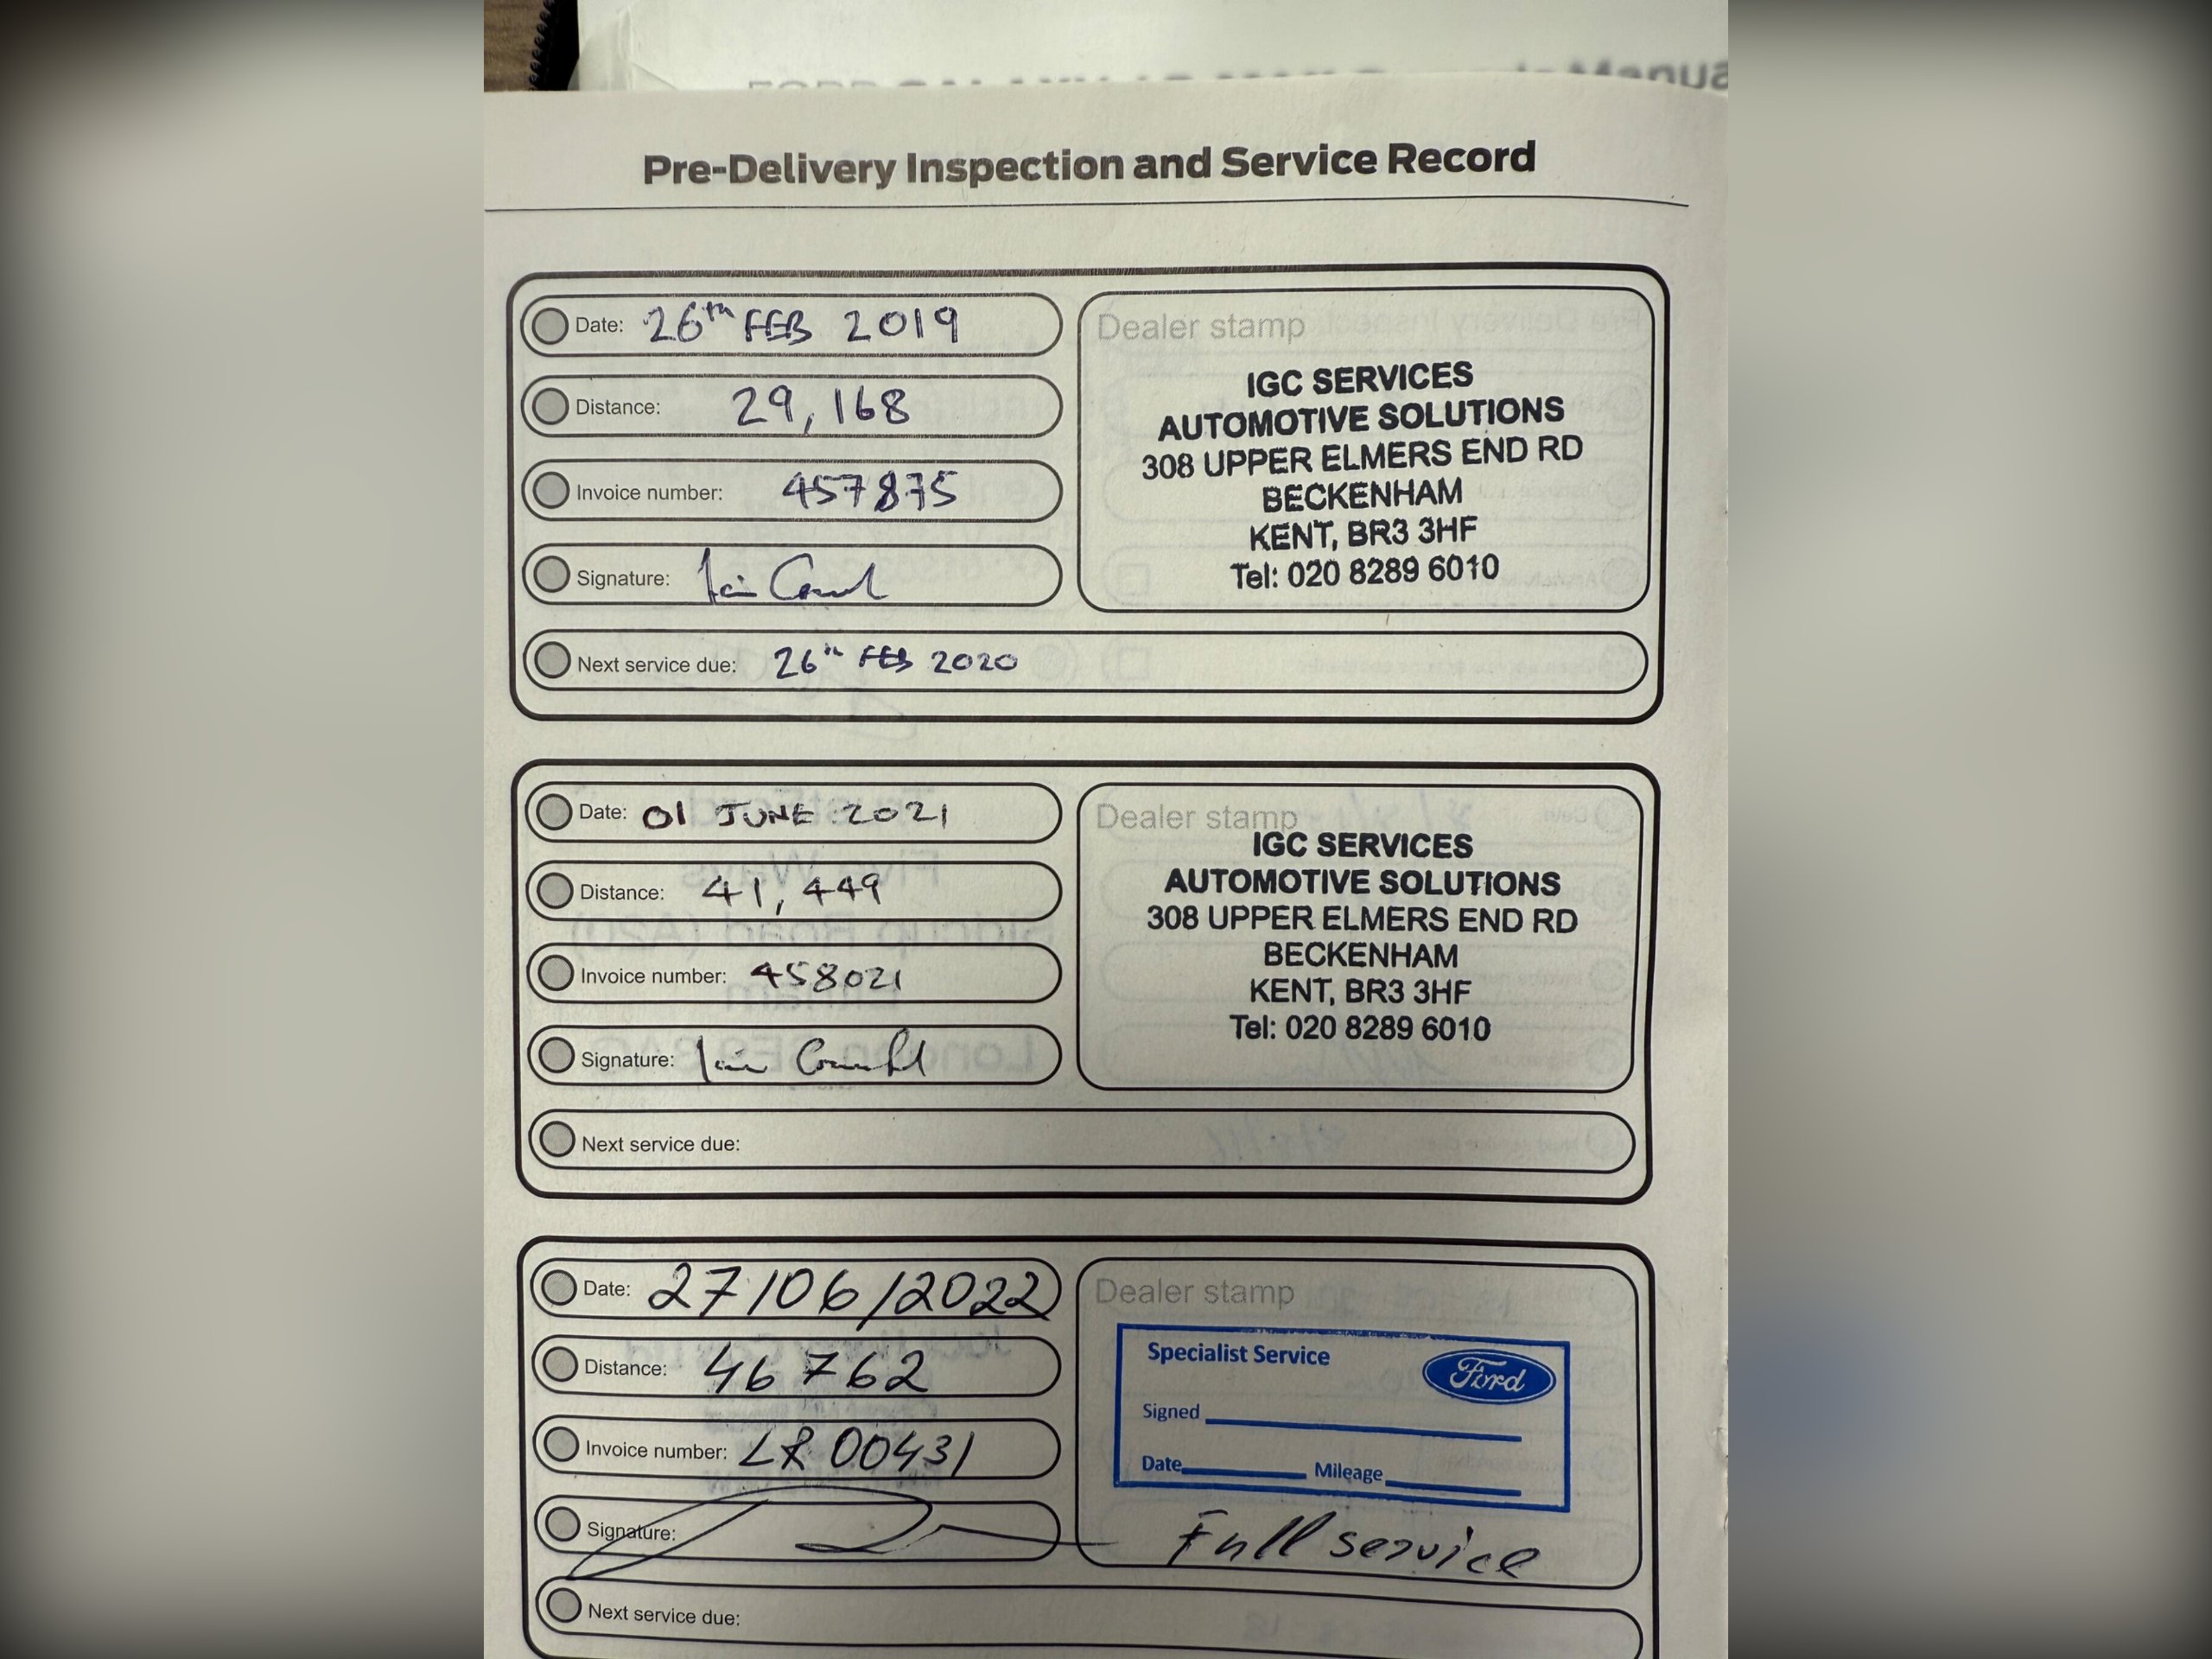 Manua
Pre-Delivery Inspection and Service Record
Date: 26th FEB 2019
Distance: 29,168
Invoice number: 457875
Signature:
Next service due: 26th FEB 2020
Dealer stamp
IGC SERVICES
AUTOMOTIVE SOLUTIONS
308 UPPER ELMERS END RD
BECKENHAM
KENT, BR3 3HF
Tel: 020 8289 6010
Date: 01 JUNE 2021
Distance: 41,449
Invoice number: 458021
Signature:
Next service due:
Dealer stamp
IGC SERVICES
AUTOMOTIVE SOLUTIONS
308 UPPER ELMERS END RD
BECKENHAM
KENT, BR3 3HF
Tel: 020 8289 6010
Date: 27/06/2022
Distance: 46762
Invoice number: LR 00431
Signature:
Next service due:
Dealer stamp
Specialist Service
Ford
Signed
Date Mileage
Full service